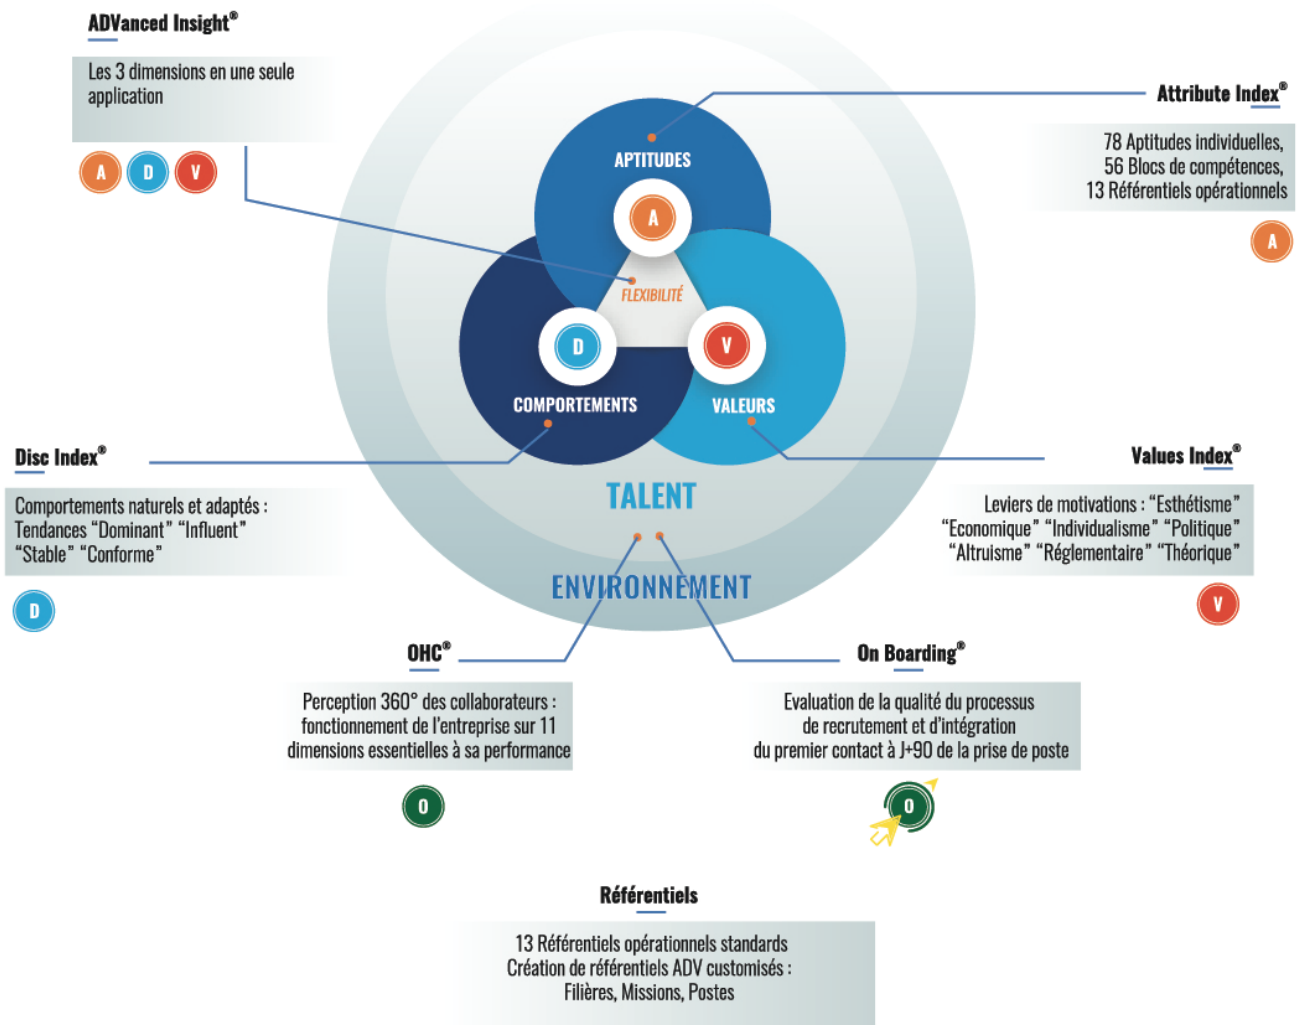 ADVanced Insight®
Les 3 dimensions en une seule
application
A D V
Attribute Index®
78 Aptitudes individuelles,
56 Blocs de compétences,
13 Référentiels opérationnels
A
APTITUDES
A
FLEXIBILITÉ
D
V
COMPORTEMENTS
VALEURS
TALENT
ENVIRONNEMENT
Disc Index®
Comportements naturels et adaptés :
Tendances “Dominant” “Influent”
“Stable” “Conforme”
D
Values Index®
Leviers de motivations : “Esthétisme”
“Economique” “Individualisme” “Politique”
“Altruisme” “Réglementaire” “Théorique”
V
OHC®
Perception 360° des collaborateurs :
fonctionnement de l’entreprise sur 11
dimensions essentielles à sa performance
O
On Boarding®
Evaluation de la qualité du processus
de recrutement et d’intégration
du premier contact à J+90 de la prise de poste
O
Référentiels
13 Référentiels opérationnels standards
Création de référentiels ADV customisés :
Filières, Missions, Postes